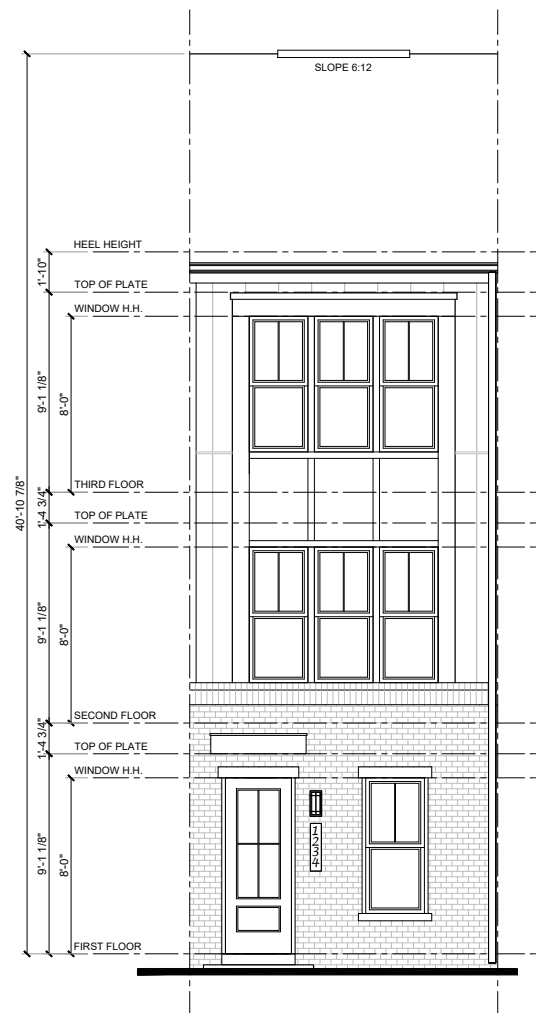 SLOPE 6:12
HEEL HEIGHT
1'-10"
TOP OF PLATE
WINDOW H.H.
9'-1 1/8"
8'-0"
THIRD FLOOR
40'-10 7/8"
1'-4 3/4"
TOP OF PLATE
WINDOW H.H.
9'-1 1/8"
8'-0"
SECOND FLOOR
1'-4 3/4"
TOP OF PLATE
WINDOW H.H.
1234
9'-1 1/8"
8'-0"
FIRST FLOOR